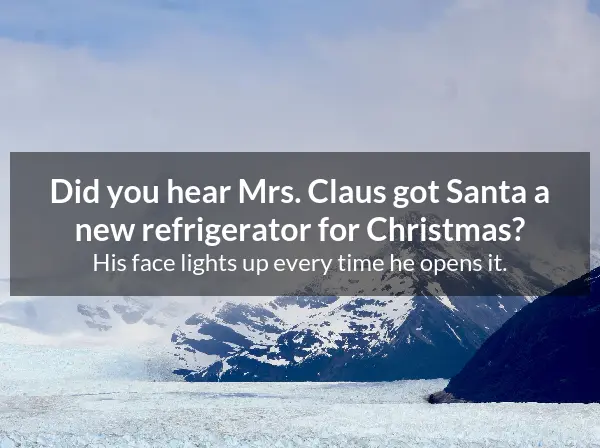 Did you hear Mrs. Claus got Santa a
new refrigerator for Christmas?
His face lights up every time he opens it.